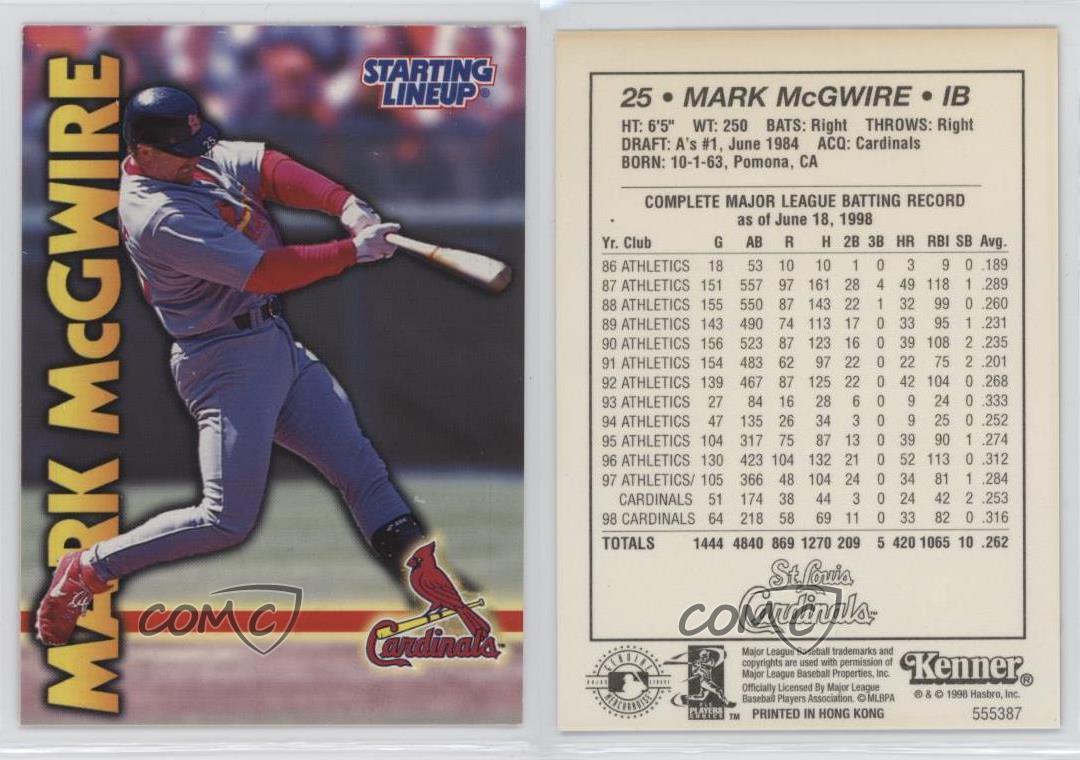 MARK McGWIRE
STARTING
LINEUP®
25
Cardinals™
COMC
25 • MARK McGWIRE • IB
HT: 6'5" WT: 250 BATS: Right THROWS: Right
DRAFT: A's #1, June 1984 ACQ: Cardinals
BORN: 10-1-63, Pomona, CA
COMPLETE MAJOR LEAGUE BATTING RECORD
as of June 18, 1998
Yr. Club G AB R H 2B 3B HR RBI SB Avg.
86 ATHLETICS 18 53 10 10 1 0 3 9 0 .189
87 ATHLETICS 151 557 97 161 28 4 49 118 1 .289
88 ATHLETICS 155 550 87 143 22 1 32 99 0 .260
89 ATHLETICS 143 490 74 113 17 0 33 95 1 .231
90 ATHLETICS 156 523 87 123 16 0 39 108 2 .235
91 ATHLETICS 154 483 62 97 22 0 22 75 2 .201
92 ATHLETICS 139 467 87 125 22 0 42 104 0 .268
93 ATHLETICS 27 84 16 28 6 0 9 24 0 .333
94 ATHLETICS 47 135 26 34 3 0 9 25 0 .252
95 ATHLETICS 104 317 75 87 13 0 39 90 1 .274
96 ATHLETICS 130 423 104 132 21 0 52 113 0 .312
97 ATHLETICS/ 105 366 48 104 24 0 34 81 1 .284
CARDINALS 51 174 38 44 3 0 24 42 2 .253
98 CARDINALS 64 218 58 69 11 0 33 82 0 .316
TOTALS 1444 4840 869 1270 209 5 420 1065 10 .262
St. Louis
Cardinals™
COMC
GENUINE
MAJOR LEAGUE
MERCHANDISE
PLAYERS
CHOICE
™
Major League Baseball trademarks and
copyrights are used with permission of
Major League Baseball Properties, Inc.
Officially Licensed By Major League
Baseball Players Association. © MLBPA
PRINTED IN HONG KONG
Kenner®
® & © 1998 Hasbro, Inc.
555387